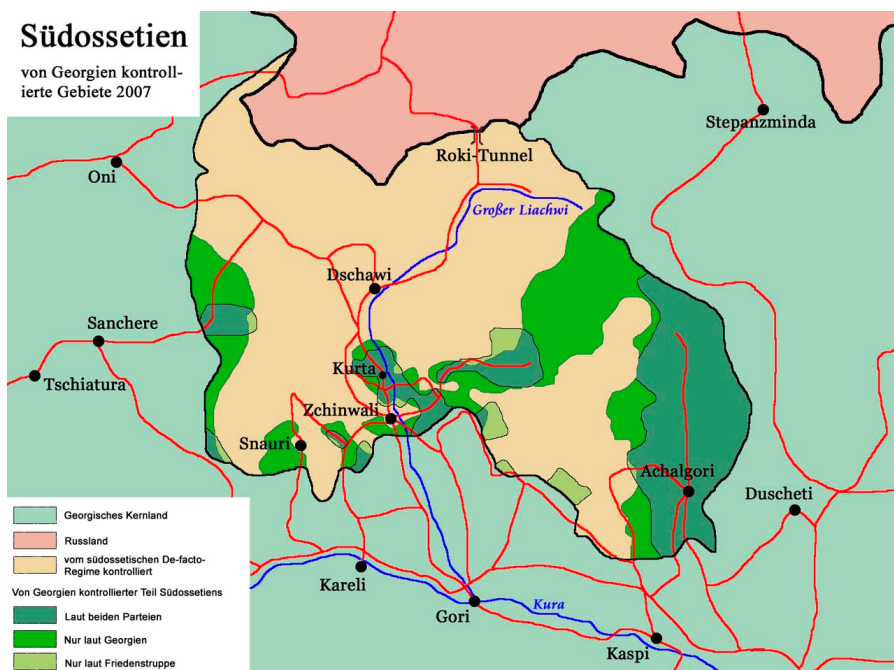 Südossetien
von Georgien kontroll-
ierte Gebiete 2007
Stepanzminda
Roki-Tunnel
Oni
Großer Liachwi
Dschawi
Sanchere
Tschiatura
Kurta
Zchinwali
Snauri
Achalgori
Duscheti
Georgisches Kernland
Russland
vom südossetischen De-facto-
Regime kontrolliert
Von Georgien kontrollierter Teil Südossetiens
Laut beiden Parteien
Nur laut Georgien
Nur laut Friedenstruppe
Kareli
Gori
Kura
Kaspi